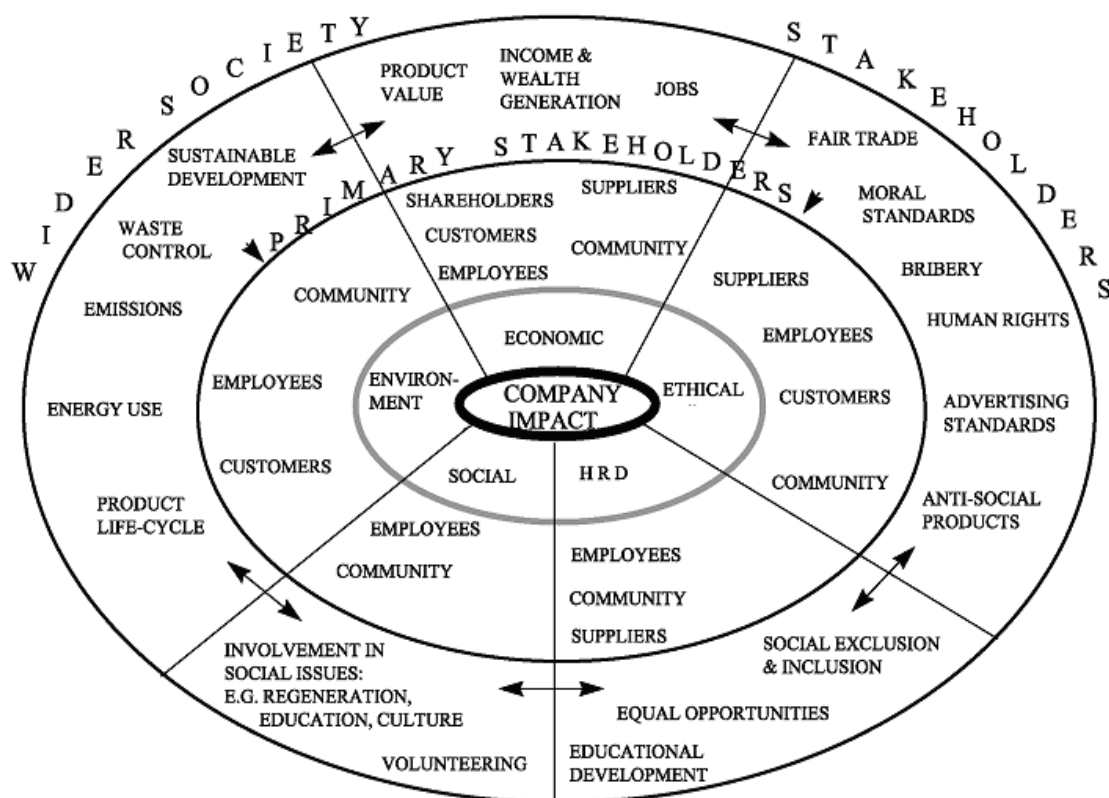 WIDER SOCIETY STAKEHOLDERS
PRIMARY STAKEHOLDERS
PRODUCT
VALUE
INCOME &
WEALTH
GENERATION
JOBS
SUSTAINABLE
DEVELOPMENT
WASTE
CONTROL
EMISSIONS
ENERGY USE
PRODUCT
LIFE-CYCLE
FAIR TRADE
MORAL
STANDARDS
BRIBERY
HUMAN RIGHTS
ADVERTISING
STANDARDS
ANTI-SOCIAL
PRODUCTS
SHAREHOLDERS
SUPPLIERS
CUSTOMERS
COMMUNITY
EMPLOYEES
COMMUNITY
EMPLOYEES
CUSTOMERS
SUPPLIERS
EMPLOYEES
CUSTOMERS
COMMUNITY
ECONOMIC
ENVIRON-
MENT
COMPANY
IMPACT
ETHICAL
SOCIAL
H R D
EMPLOYEES
COMMUNITY
EMPLOYEES
COMMUNITY
SUPPLIERS
INVOLVEMENT IN
SOCIAL ISSUES:
E.G. REGENERATION,
EDUCATION, CULTURE
VOLUNTEERING
SOCIAL EXCLUSION
& INCLUSION
EQUAL OPPORTUNITIES
EDUCATIONAL
DEVELOPMENT